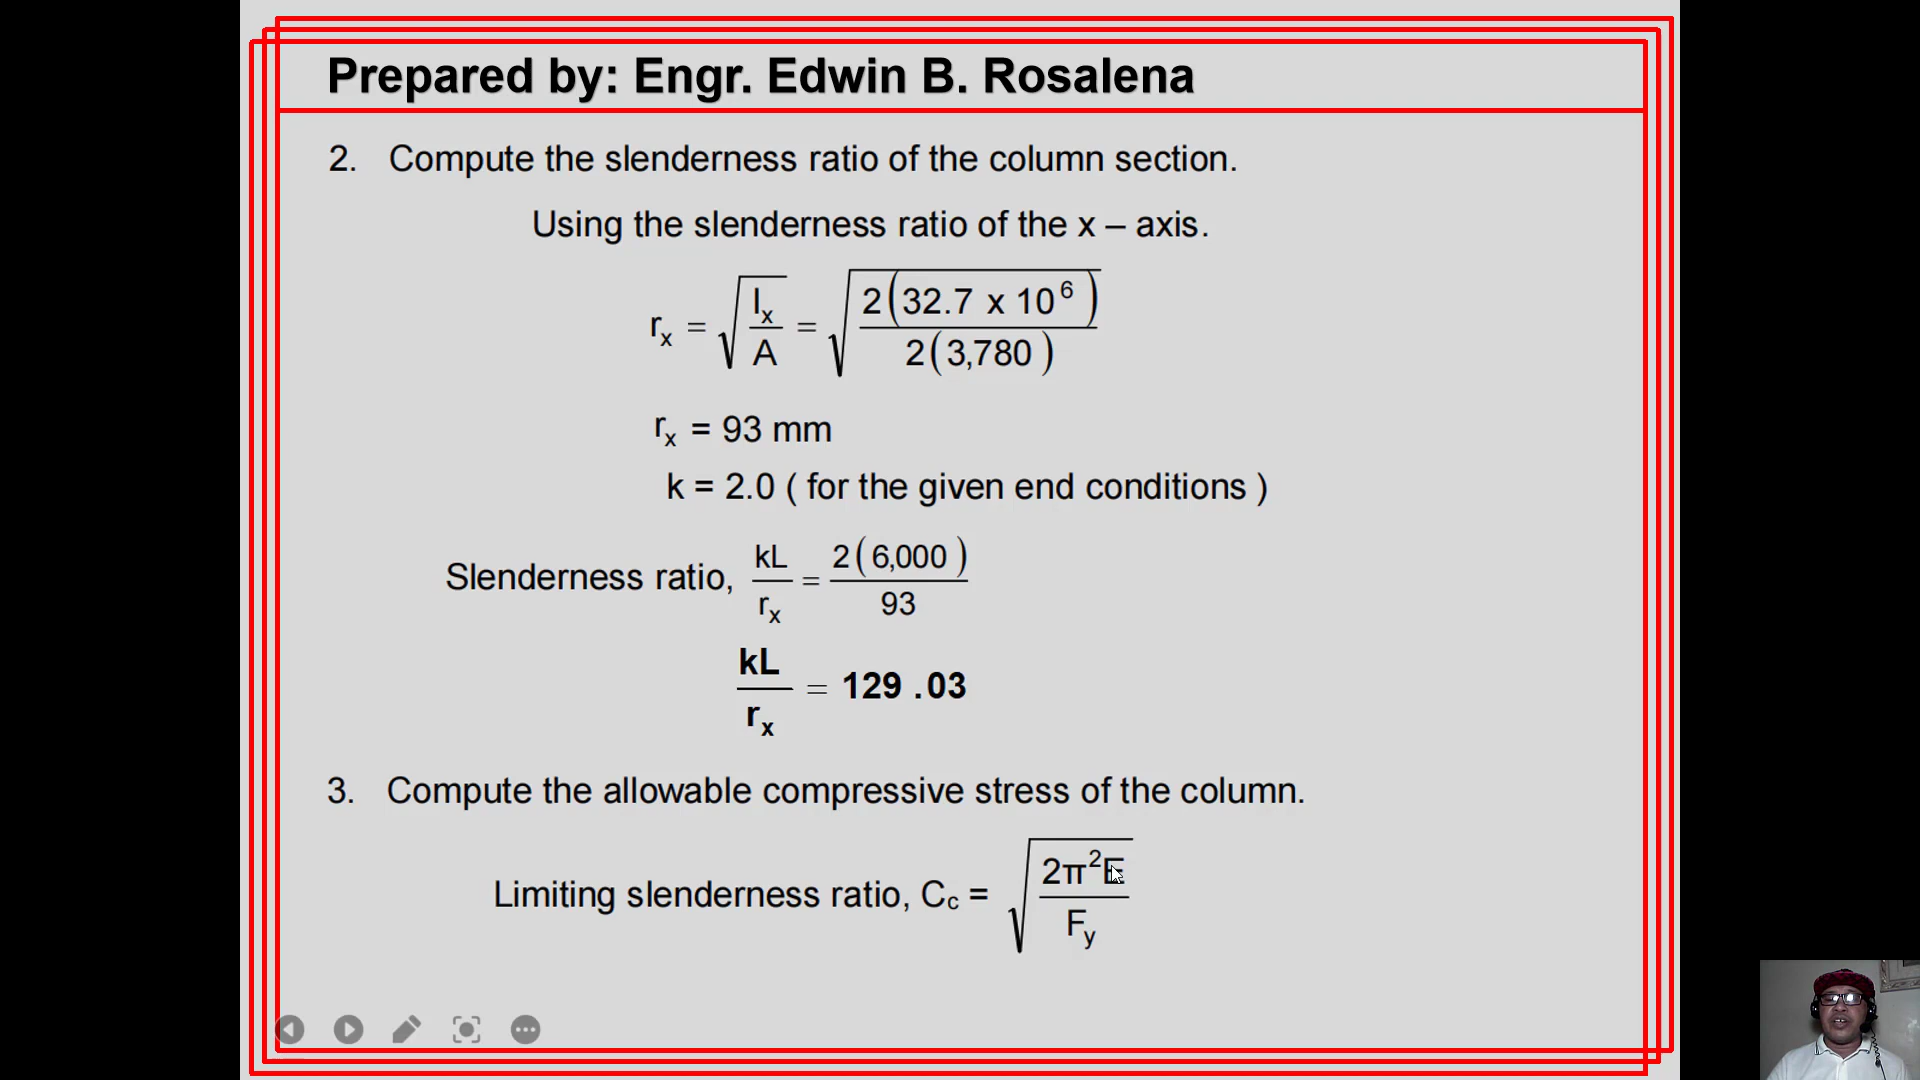 Prepared by: Engr. Edwin B. Rosalena
2. Compute the slenderness ratio of the column section.
Using the slenderness ratio of the x – axis.
rₓ = √(Iₓ / A) = √(2(32.7 x 10⁶) / 2(3,780))
rₓ = 93 mm
k = 2.0 ( for the given end conditions )
Slenderness ratio, kL / rₓ = 2(6,000) / 93
kL / rₓ = 129.03
3. Compute the allowable compressive stress of the column.
Limiting slenderness ratio, Cc = √(2π²E / Fy)